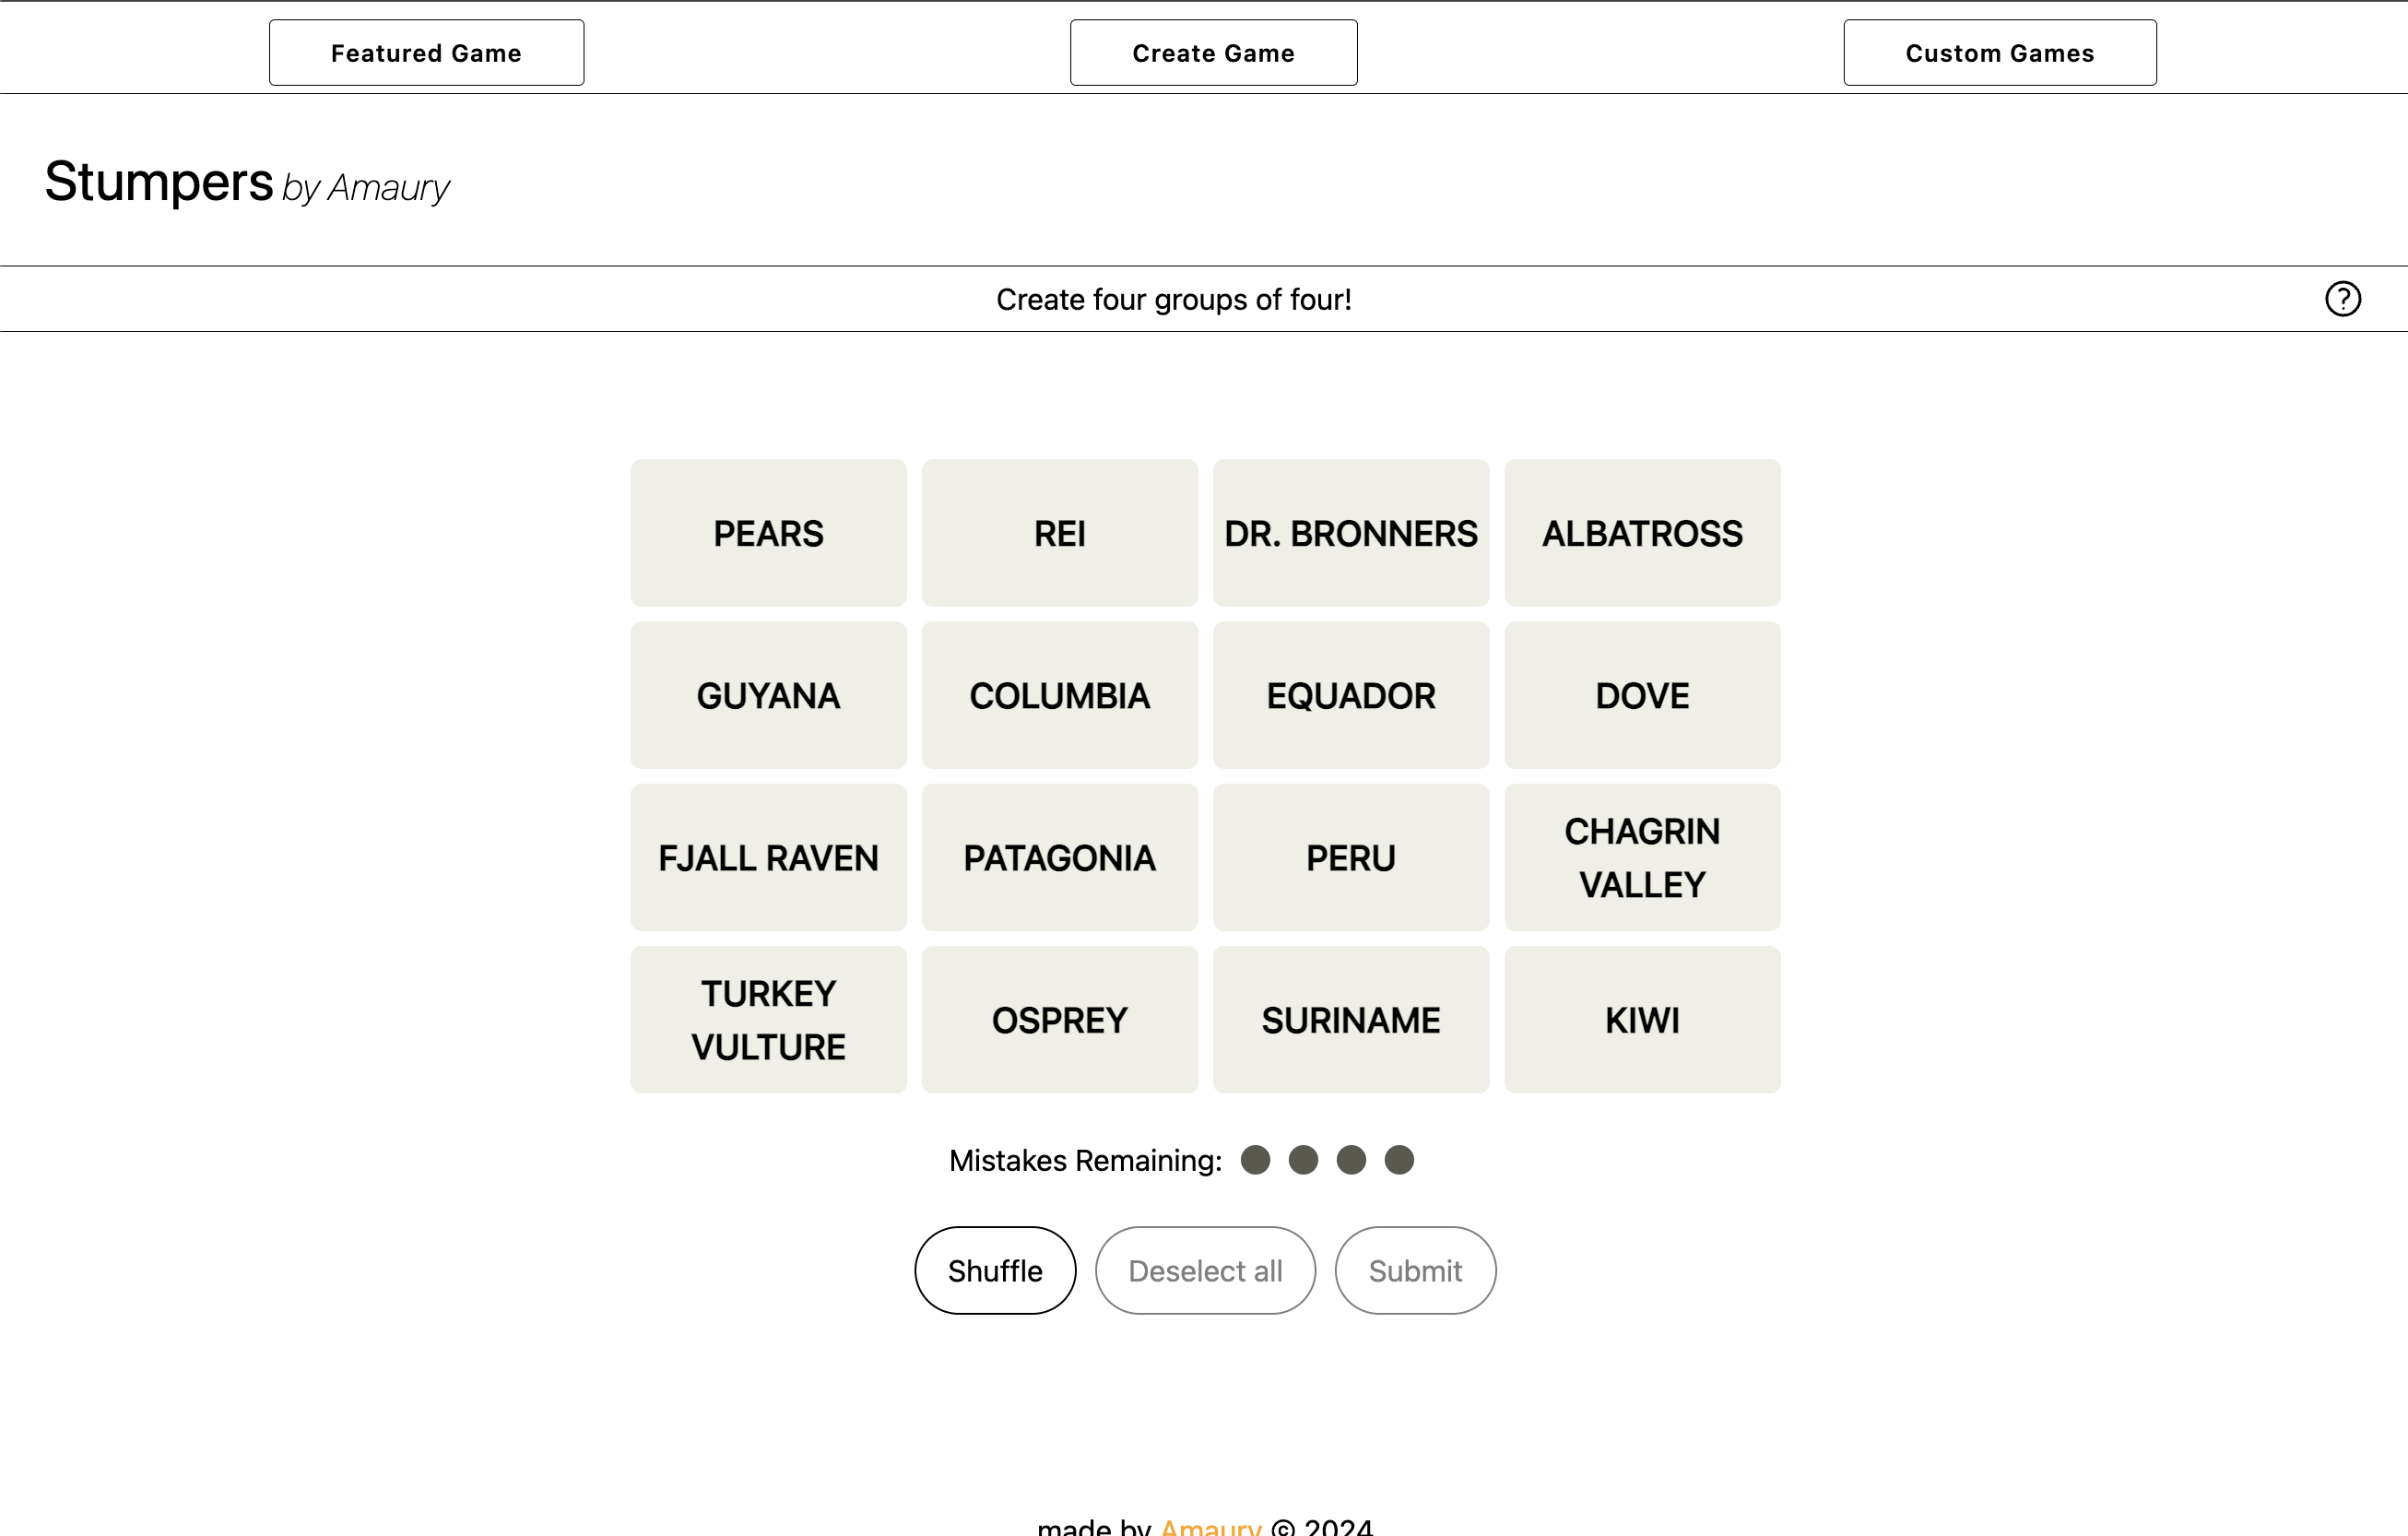 Featured Game
Create Game
Custom Games
Stumpers by Amaury
Create four groups of four!
PEARS
REI
DR. BRONNERS
ALBATROSS
GUYANA
COLUMBIA
EQUADOR
DOVE
FJALL RAVEN
PATAGONIA
PERU
CHAGRIN
VALLEY
TURKEY
VULTURE
OSPREY
SURINAME
KIWI
Mistakes Remaining:
Shuffle
Deselect all
Submit
made by Amaury © 2024